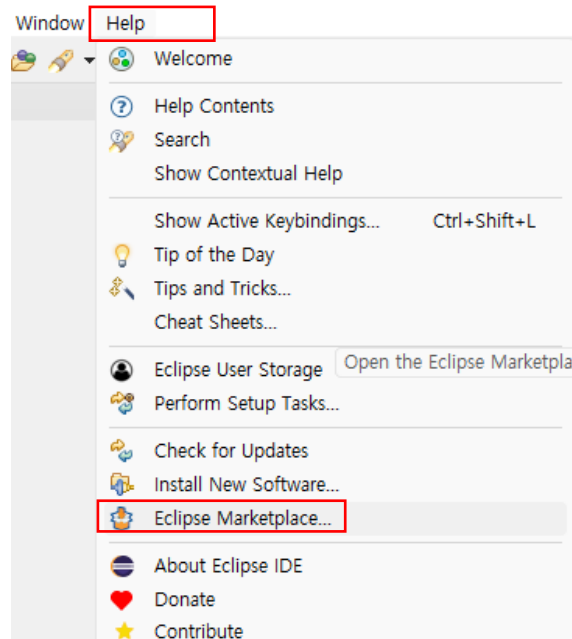 Window Help
Welcome
Help Contents
Search
Show Contextual Help
Show Active Keybindings... Ctrl+Shift+L
Tip of the Day
Tips and Tricks...
Cheat Sheets...
Eclipse User Storage Open the Eclipse Marketpla
Perform Setup Tasks...
Check for Updates
Install New Software...
Eclipse Marketplace...
About Eclipse IDE
Donate
Contribute